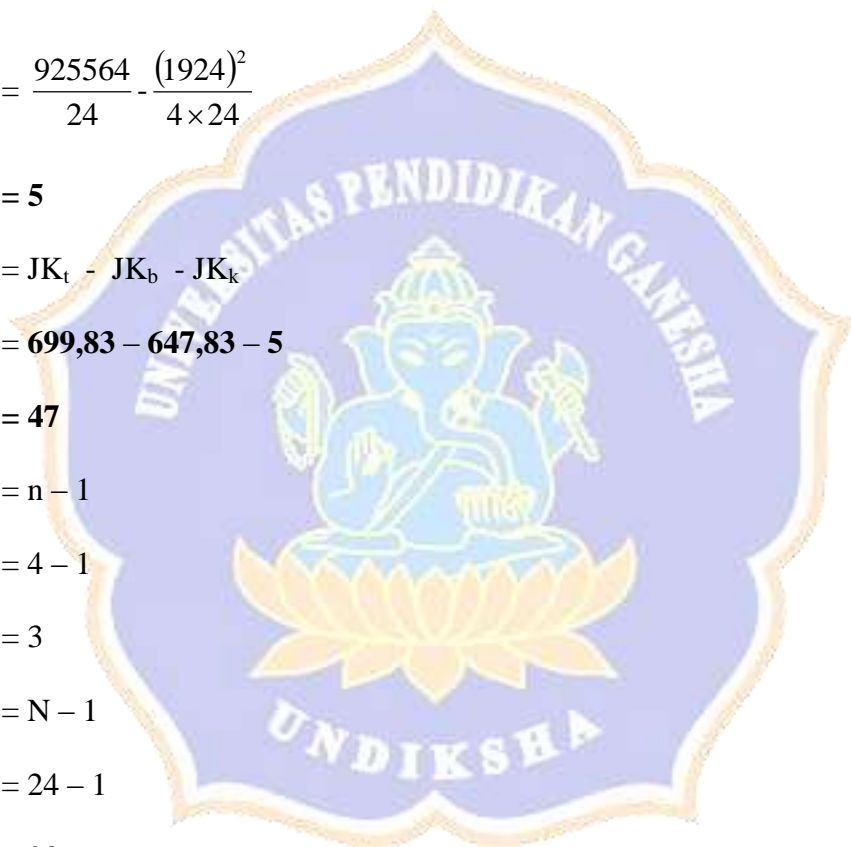 = 925564/24 - (1924)²/4×24
= 5
= JKₜ - JK_b - JKₖ
= 699,83 – 647,83 – 5
= 47
= n – 1
= 4 – 1
= 3
= N – 1
= 24 – 1
UNIVERSITAS PENDIDIKAN GANESHA
UNDIKSHA